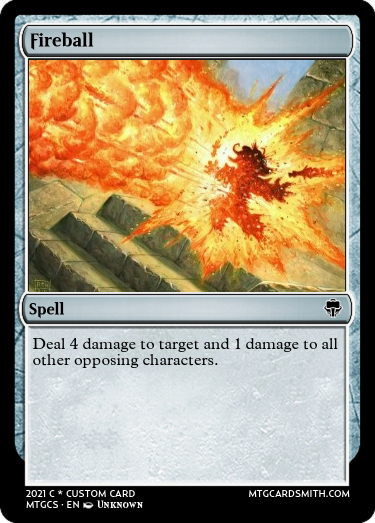 Fireball
Spell
Deal 4 damage to target and 1 damage to all
other opposing characters.
2021 C * CUSTOM CARD
MTGCS · EN Unknown
MTGCARDSMITH.COM